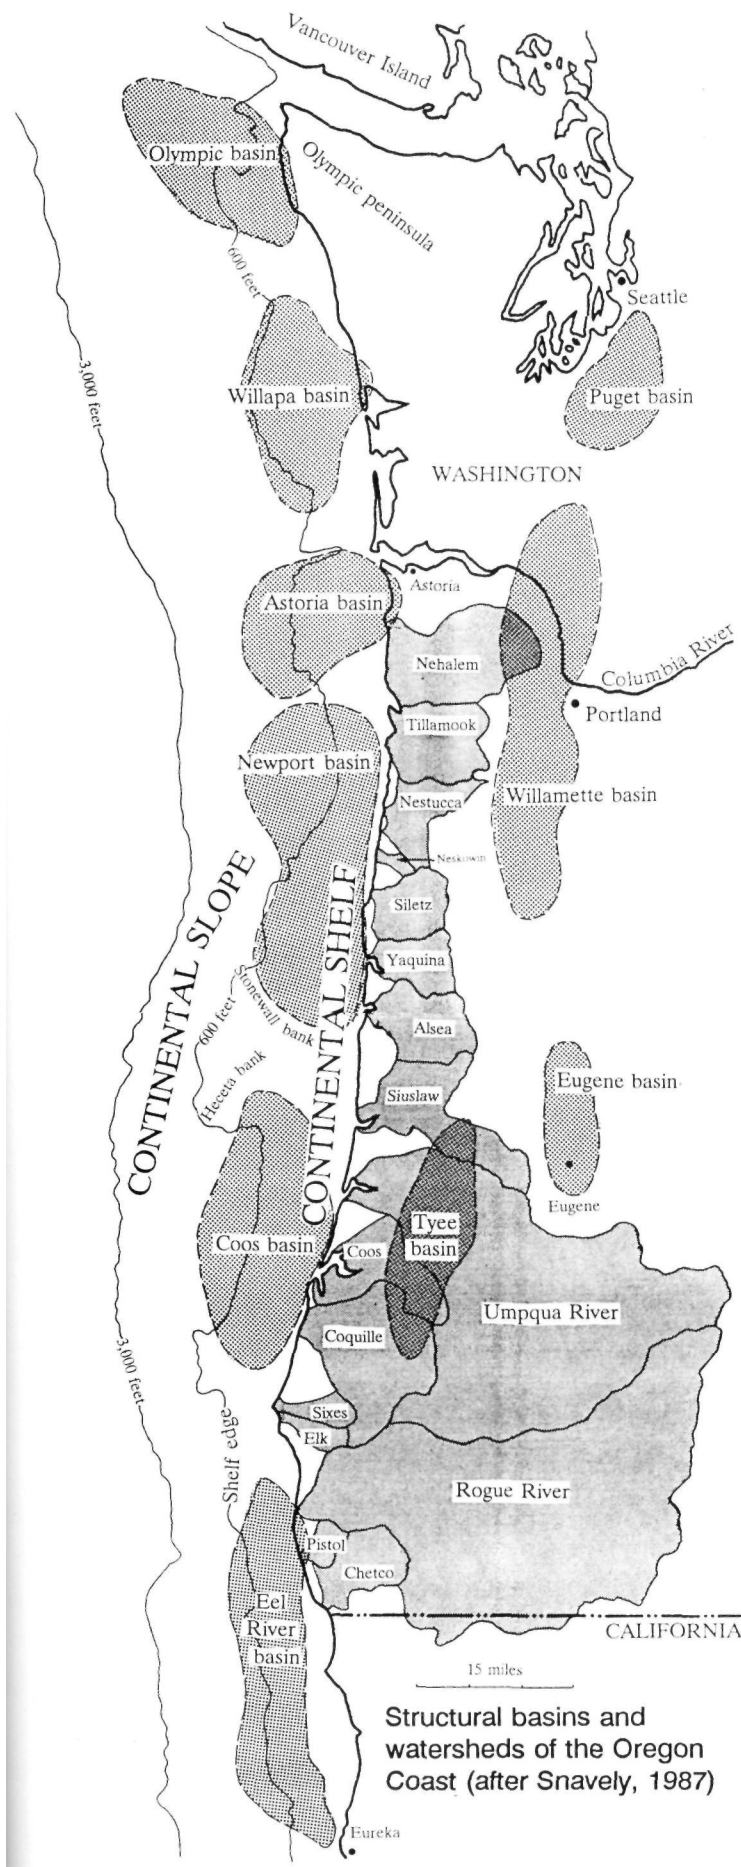 Vancouver Island
Olympic basin
Olympic peninsula
600 feet
Seattle
3,000 feet
Willapa basin
Puget basin
WASHINGTON
Astoria
Astoria basin
Nehalem
Columbia River
Portland
Tillamook
Newport basin
Nestucca
Willamette basin
Neskowin
CONTINENTAL SLOPE
CONTINENTAL SHELF
Siletz
Yaquina
Stonewall bank
600 feet
Alsea
Heceta bank
Eugene basin
Siuslaw
Eugene
Tyee
basin
Coos basin
Coos
Umpqua River
Coquille
3,000 feet
Sixes
Elk
Shelf edge
Rogue River
Pistol
Chetco
Eel
River
basin
CALIFORNIA
15 miles
Structural basins and
watersheds of the Oregon
Coast (after Snavely, 1987)
Eureka